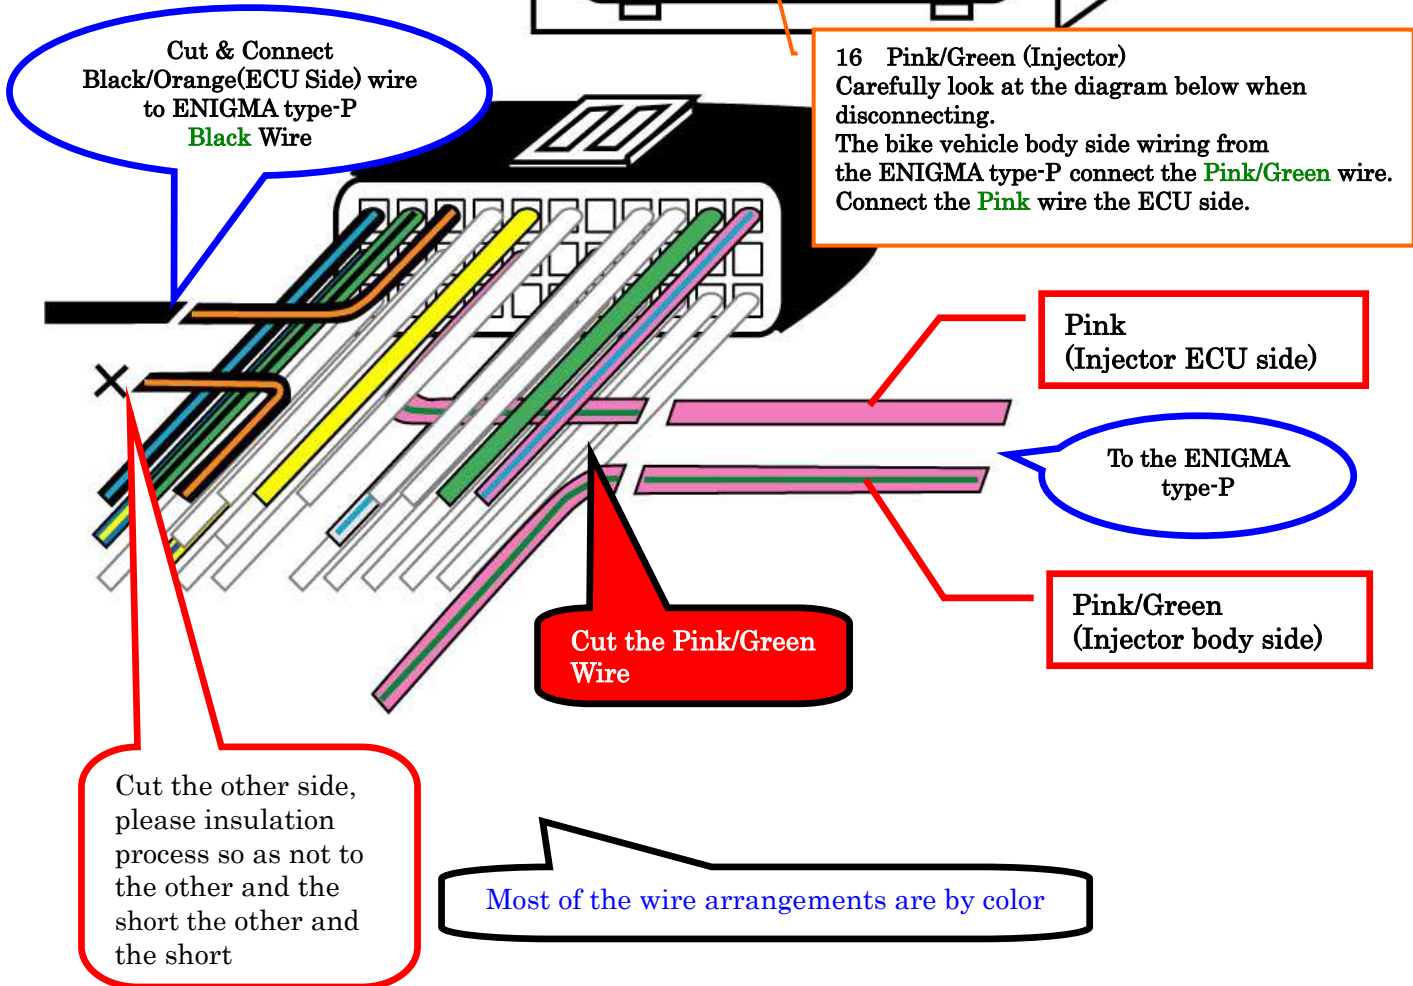 Cut & Connect
Black/Orange(ECU Side) wire
to ENIGMA type-P
Black Wire
16 Pink/Green (Injector)
Carefully look at the diagram below when
disconnecting.
The bike vehicle body side wiring from
the ENIGMA type-P connect the Pink/Green wire.
Connect the Pink wire the ECU side.
Pink
(Injector ECU side)
To the ENIGMA
type-P
Pink/Green
(Injector body side)
Cut the Pink/Green
Wire
Cut the other side,
please insulation
process so as not to
the other and the
short the other and
the short
Most of the wire arrangements are by color